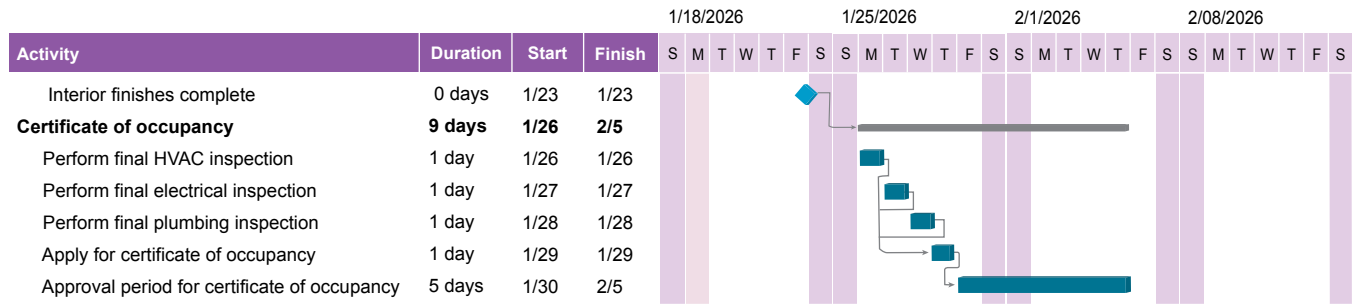 1/18/2026 1/25/2026 2/1/2026 2/08/2026
Activity Duration Start Finish S M T W T F S S M T W T F S S M T W T F S S M T W T F S
Interior finishes complete 0 days 1/23 1/23
Certificate of occupancy 9 days 1/26 2/5
Perform final HVAC inspection 1 day 1/26 1/26
Perform final electrical inspection 1 day 1/27 1/27
Perform final plumbing inspection 1 day 1/28 1/28
Apply for certificate of occupancy 1 day 1/29 1/29
Approval period for certificate of occupancy 5 days 1/30 2/5